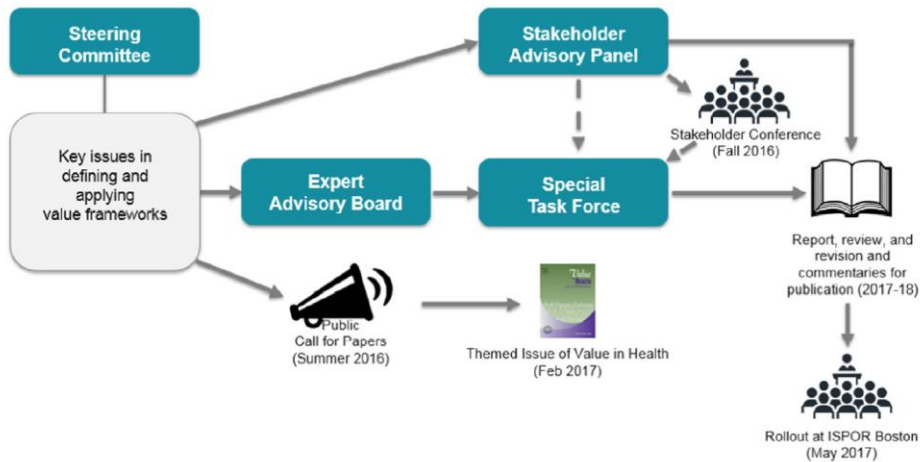 Steering
Committee
Stakeholder
Advisory Panel
Key issues in
defining and
applying
value frameworks
Stakeholder Conference
(Fall 2016)
Expert
Advisory Board
Special
Task Force
Report, review, and
revision and
commentaries for
publication (2017-18)
Public
Call for Papers
(Summer 2016)
Value
Themed Issue of Value in Health
(Feb 2017)
Rollout at ISPOR Boston
(May 2017)